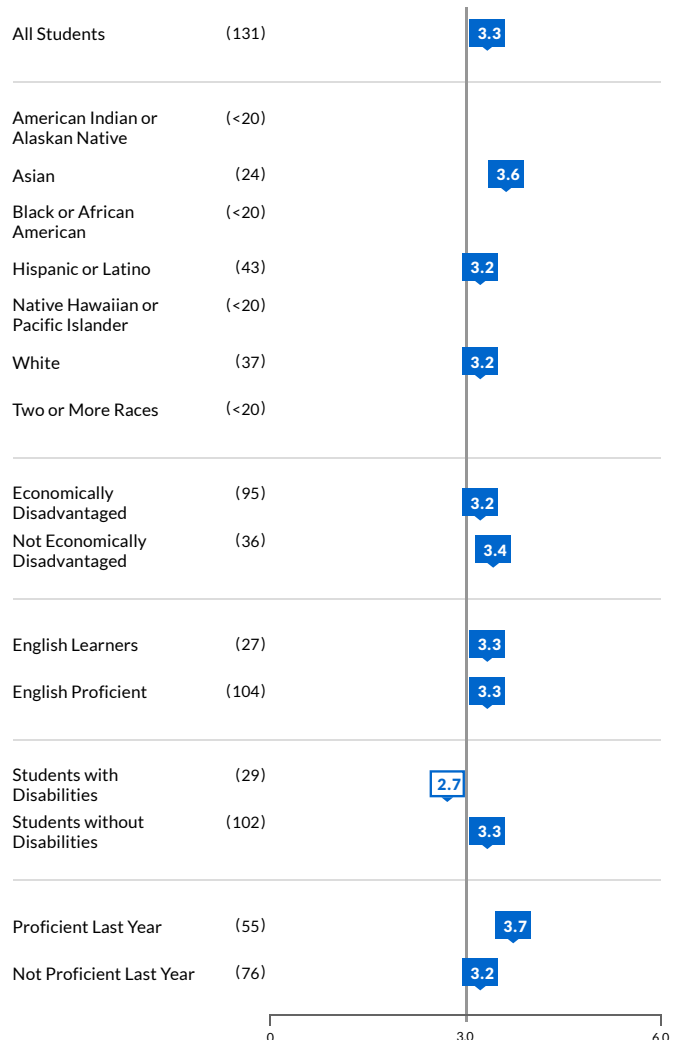 All Students (131) 3.3
American Indian or (<20)
Alaskan Native
Asian (24) 3.6
Black or African (<20)
American
Hispanic or Latino (43) 3.2
Native Hawaiian or (<20)
Pacific Islander
White (37) 3.2
Two or More Races (<20)
Economically (95) 3.2
Disadvantaged
Not Economically (36) 3.4
Disadvantaged
English Learners (27) 3.3
English Proficient (104) 3.3
Students with (29) 2.7
Disabilities
Students without (102) 3.3
Disabilities
Proficient Last Year (55) 3.7
Not Proficient Last Year (76) 3.2
0 3.0 6.0